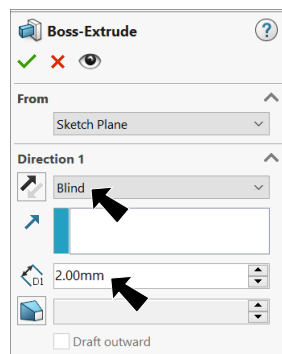 Boss-Extrude
?
From
Sketch Plane
Direction 1
Blind
D1
2.00mm
Draft outward